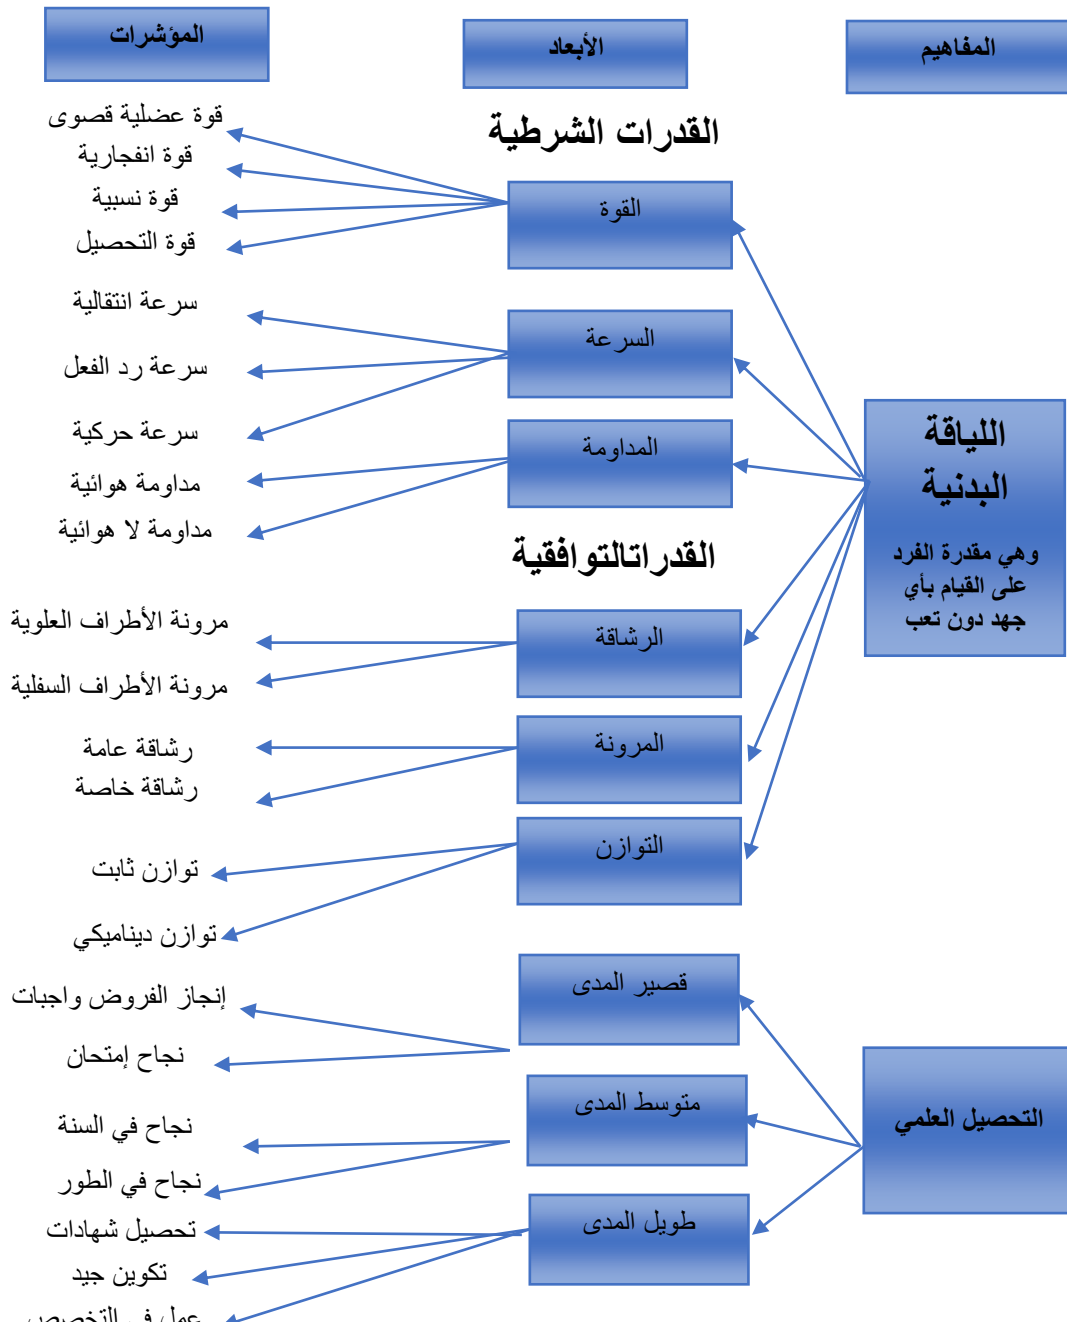 المفاهيم
الأبعاد
المؤشرات
القدرات الشرطية
اللياقة
البدنية
وهي مقدرة الفرد
على القيام بأي
جهد دون تعب
القوة
قوة عضلية قصوى
قوة انفجارية
قوة نسبية
قوة التحصيل
السرعة
سرعة انتقالية
سرعة رد الفعل
سرعة حركية
المداومة
مداومة هوائية
مداومة لا هوائية
القدراتالتوافقية
الرشاقة
مرونة الأطراف العلوية
مرونة الأطراف السفلية
المرونة
رشاقة عامة
رشاقة خاصة
التوازن
توازن ثابت
توازن ديناميكي
التحصيل العلمي
قصير المدى
إنجاز الفروض واجبات
نجاح إمتحان
متوسط المدى
نجاح في السنة
نجاح في الطور
طويل المدى
تحصيل شهادات
تكوين جيد
عمل في التخصص